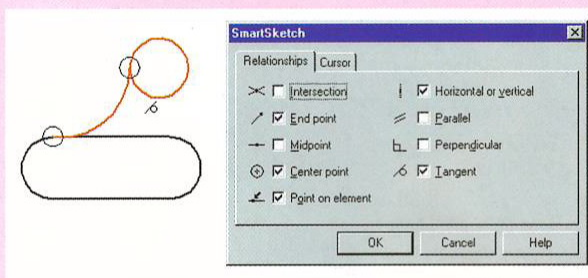 SmartSketch
Relationships Cursor
Intersection
Horizontal or vertical
End point
Parallel
Midpoint
Perpendicular
Center point
Tangent
Point on element
OK Cancel Help